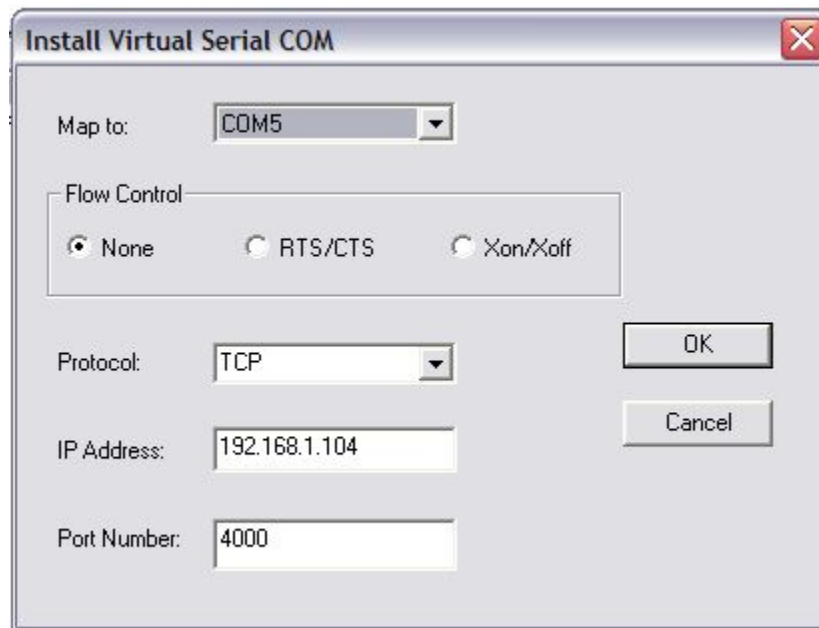 Install Virtual Serial COM
Map to: COM5
Flow Control
None RTS/CTS Xon/Xoff
Protocol: TCP
OK
IP Address: 192.168.1.104
Cancel
Port Number: 4000